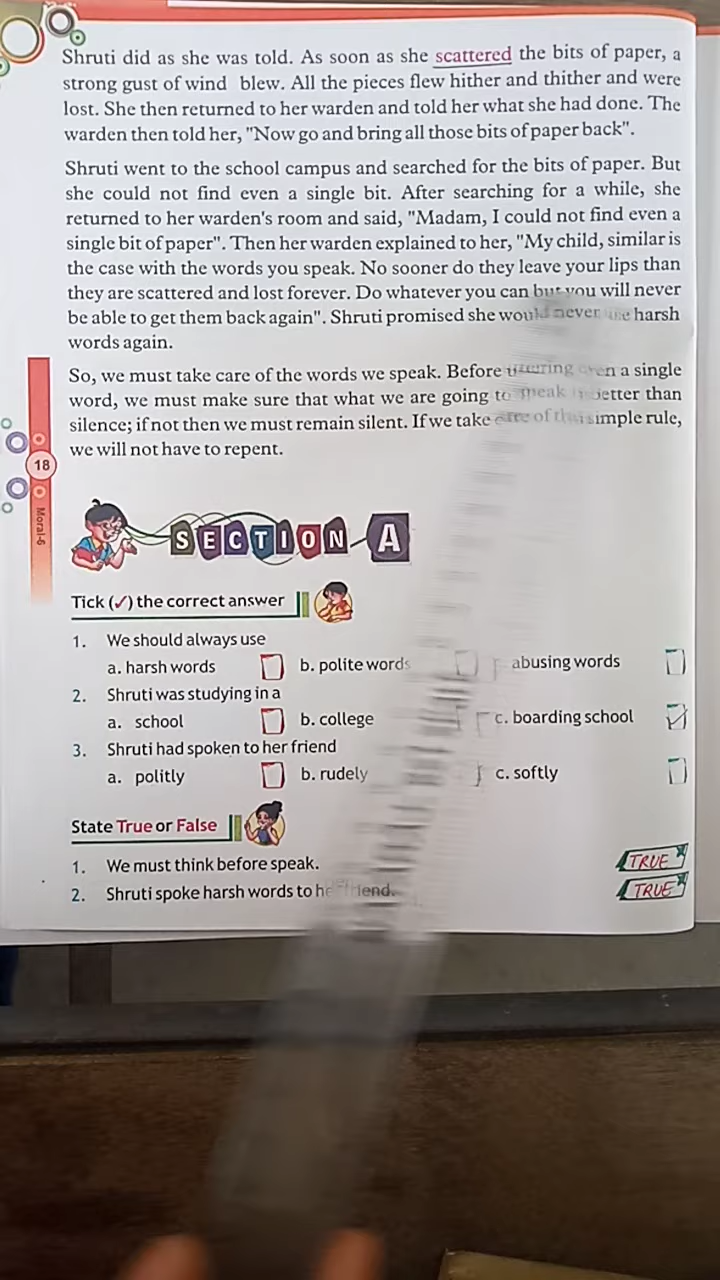 Shruti did as she was told. As soon as she scattered the bits of paper, a
strong gust of wind blew. All the pieces flew hither and thither and were
lost. She then returned to her warden and told her what she had done. The
warden then told her, "Now go and bring all those bits of paper back".
Shruti went to the school campus and searched for the bits of paper. But
she could not find even a single bit. After searching for a while, she
returned to her warden's room and said, "Madam, I could not find even a
single bit of paper". Then her warden explained to her, "My child, similar is
the case with the words you speak. No sooner do they leave your lips than
they are scattered and lost forever. Do whatever you can but you will never
be able to get them back again". Shruti promised she would never use harsh
words again.
So, we must take care of the words we speak. Before uttering even a single
word, we must make sure that what we are going to speak is better than
silence; if not then we must remain silent. If we take care of this simple rule,
we will not have to repent.
18
Moral-6
SECTION A
Tick (✓) the correct answer
1. We should always use
a. harsh words b. polite words abusing words
2. Shruti was studying in a
a. school b. college c. boarding school ✓
3. Shruti had spoken to her friend
a. politly b. rudely c. softly
State True or False
1. We must think before speak. TRUE
2. Shruti spoke harsh words to friend. TRUE